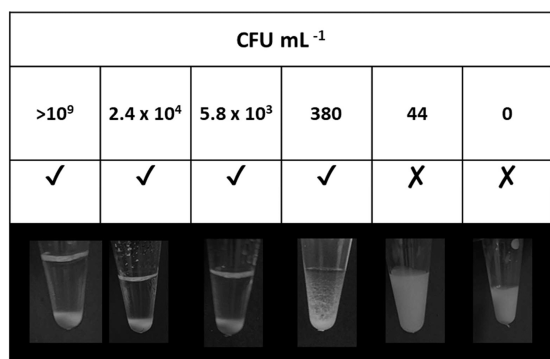 CFU mL⁻¹
>10⁹ 2.4 x 10⁴ 5.8 x 10³ 380 44 0
✓ ✓ ✓ ✓ ✗ ✗